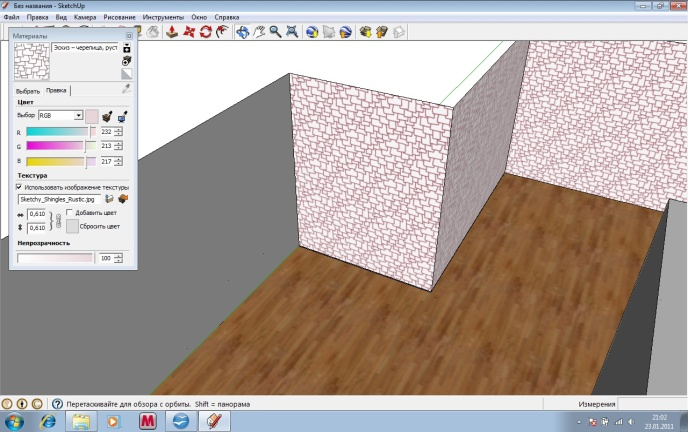 Без названия - SketchUp
Файл Правка Вид Камера Рисование Инструменты Окно Справка
Материалы
Эскиз – черепица, руст
Выбрать Правка
Цвет
Выбор RGB
R 232
G 213
B 217
Текстура
Использовать изображение текстуры
Sketchy_Shingles_Rustic.jpg
0,610 Добавить цвет
0,610 Сбросить цвет
Непрозрачность
100
Перетаскивайте для обзора с орбиты. Shift = панорама Измерения
21:02
23.01.2011